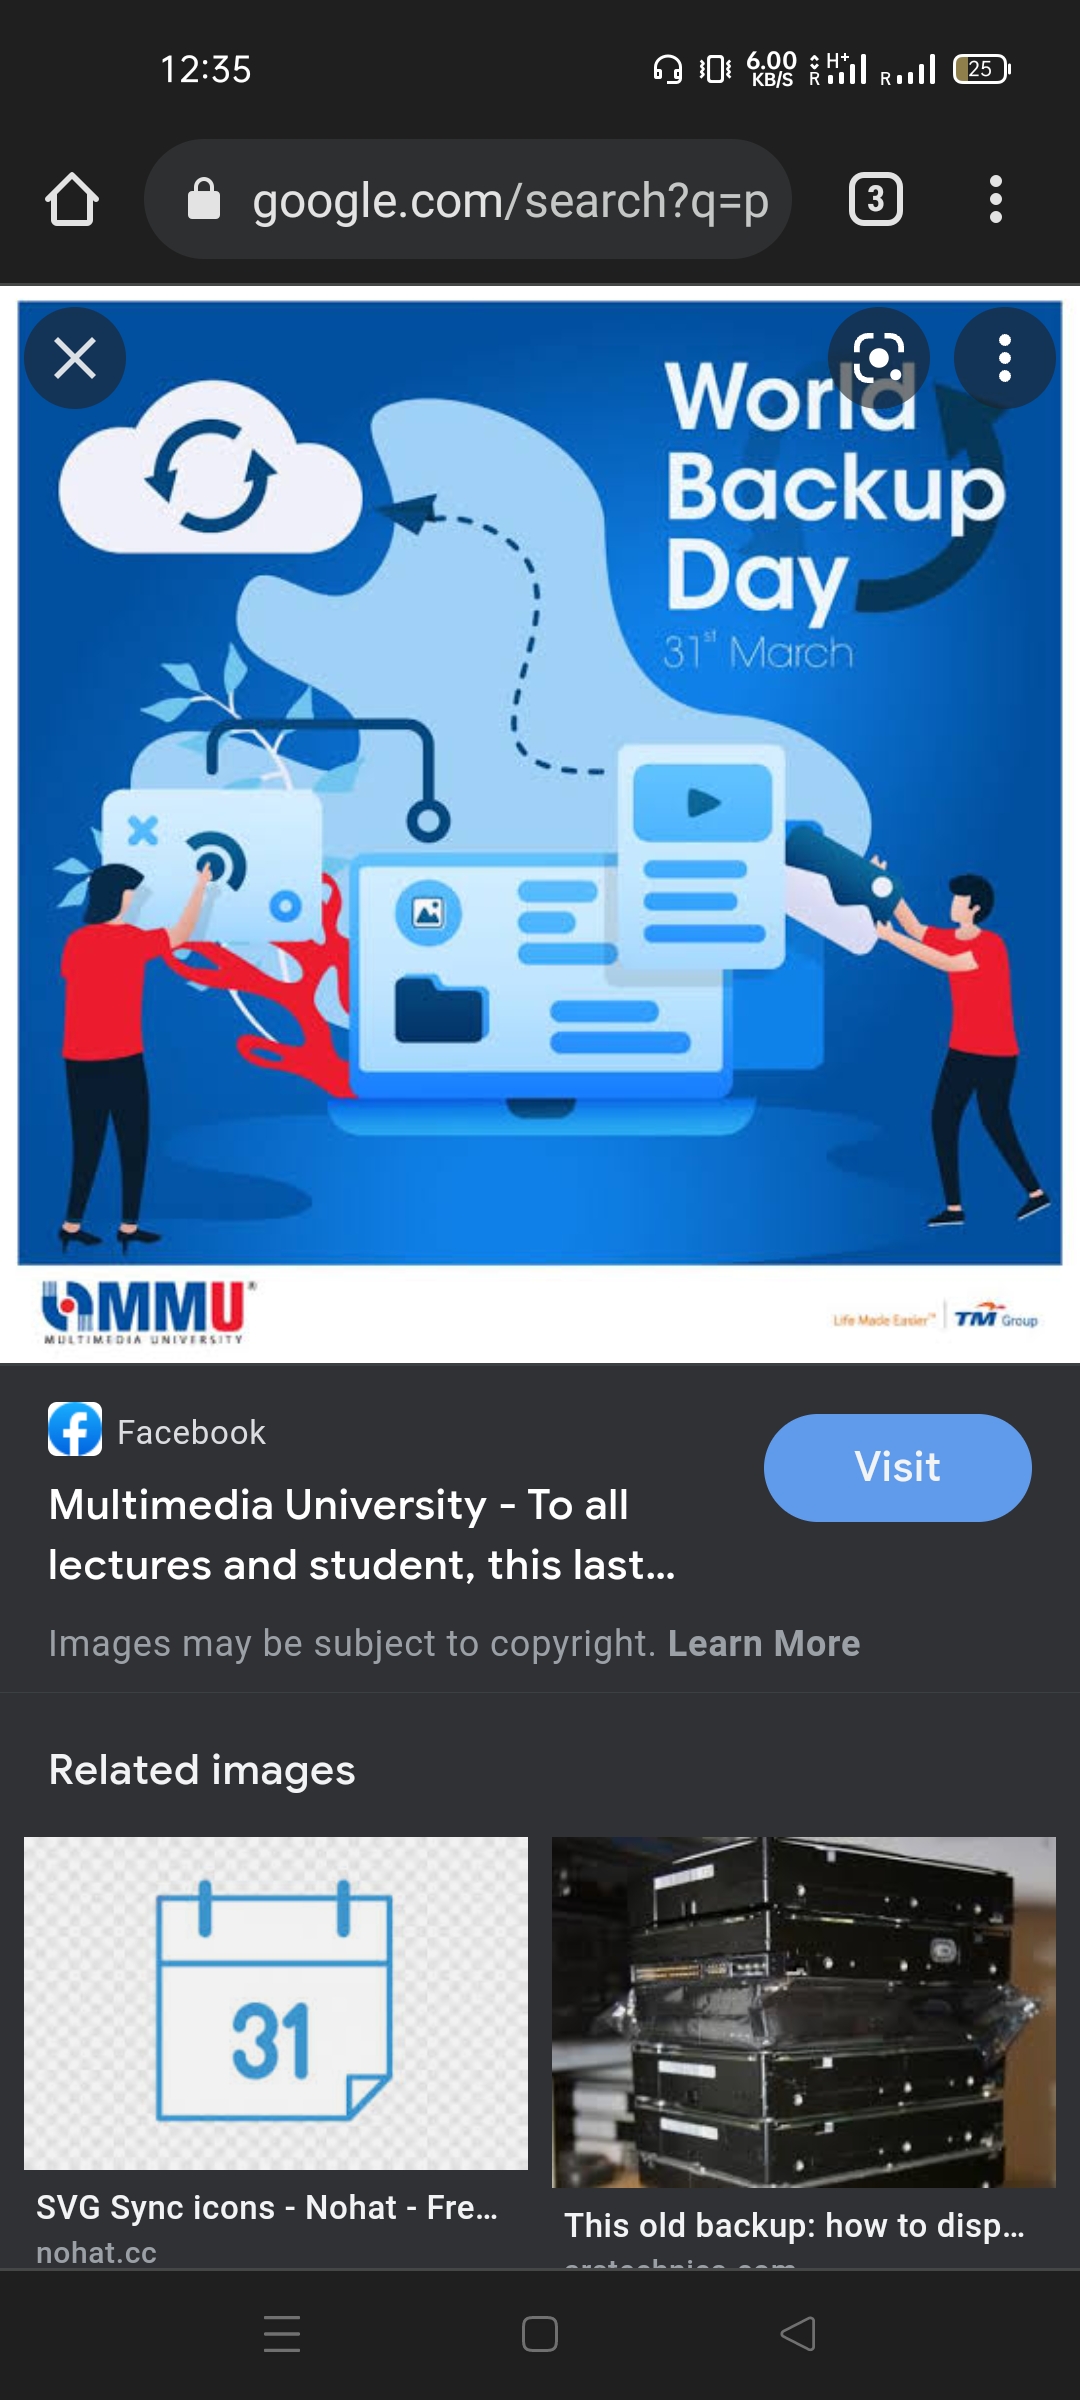 12:35
6.00
KB/S
H+
R
R
25
google.com/search?q=p
3
World
Backup
Day
31st March
MMU®
MULTIMEDIA UNIVERSITY
Life Made Easier™
TM Group
Facebook
Visit
Multimedia University - To all
lectures and student, this last...
Images may be subject to copyright. Learn More
Related images
31
SVG Sync icons - Nohat - Fre...
nohat.cc
This old backup: how to disp...